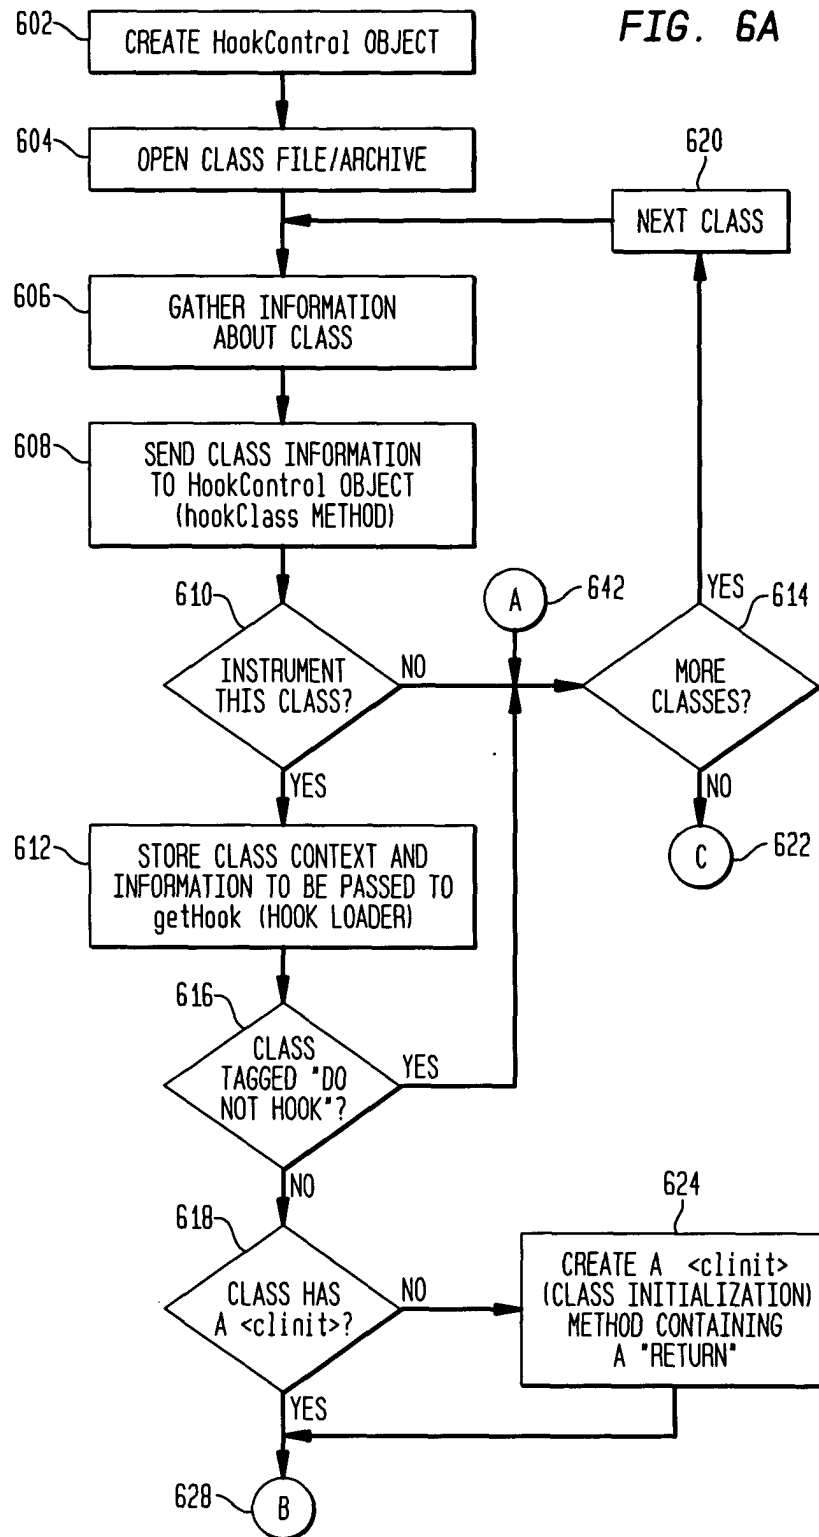 FIG. 6A
602
CREATE HookControl OBJECT
604
OPEN CLASS FILE/ARCHIVE
620
NEXT CLASS
606
GATHER INFORMATION
ABOUT CLASS
608
SEND CLASS INFORMATION
TO HookControl OBJECT
(hookClass METHOD)
610
INSTRUMENT
THIS CLASS?
NO
YES
A
642
614
MORE
CLASSES?
YES
NO
C
622
612
STORE CLASS CONTEXT AND
INFORMATION TO BE PASSED TO
getHook (HOOK LOADER)
616
CLASS
TAGGED "DO
NOT HOOK"?
YES
NO
618
CLASS HAS
A <clinit>?
NO
YES
624
CREATE A <clinit>
(CLASS INITIALIZATION)
METHOD CONTAINING
A "RETURN"
628
B